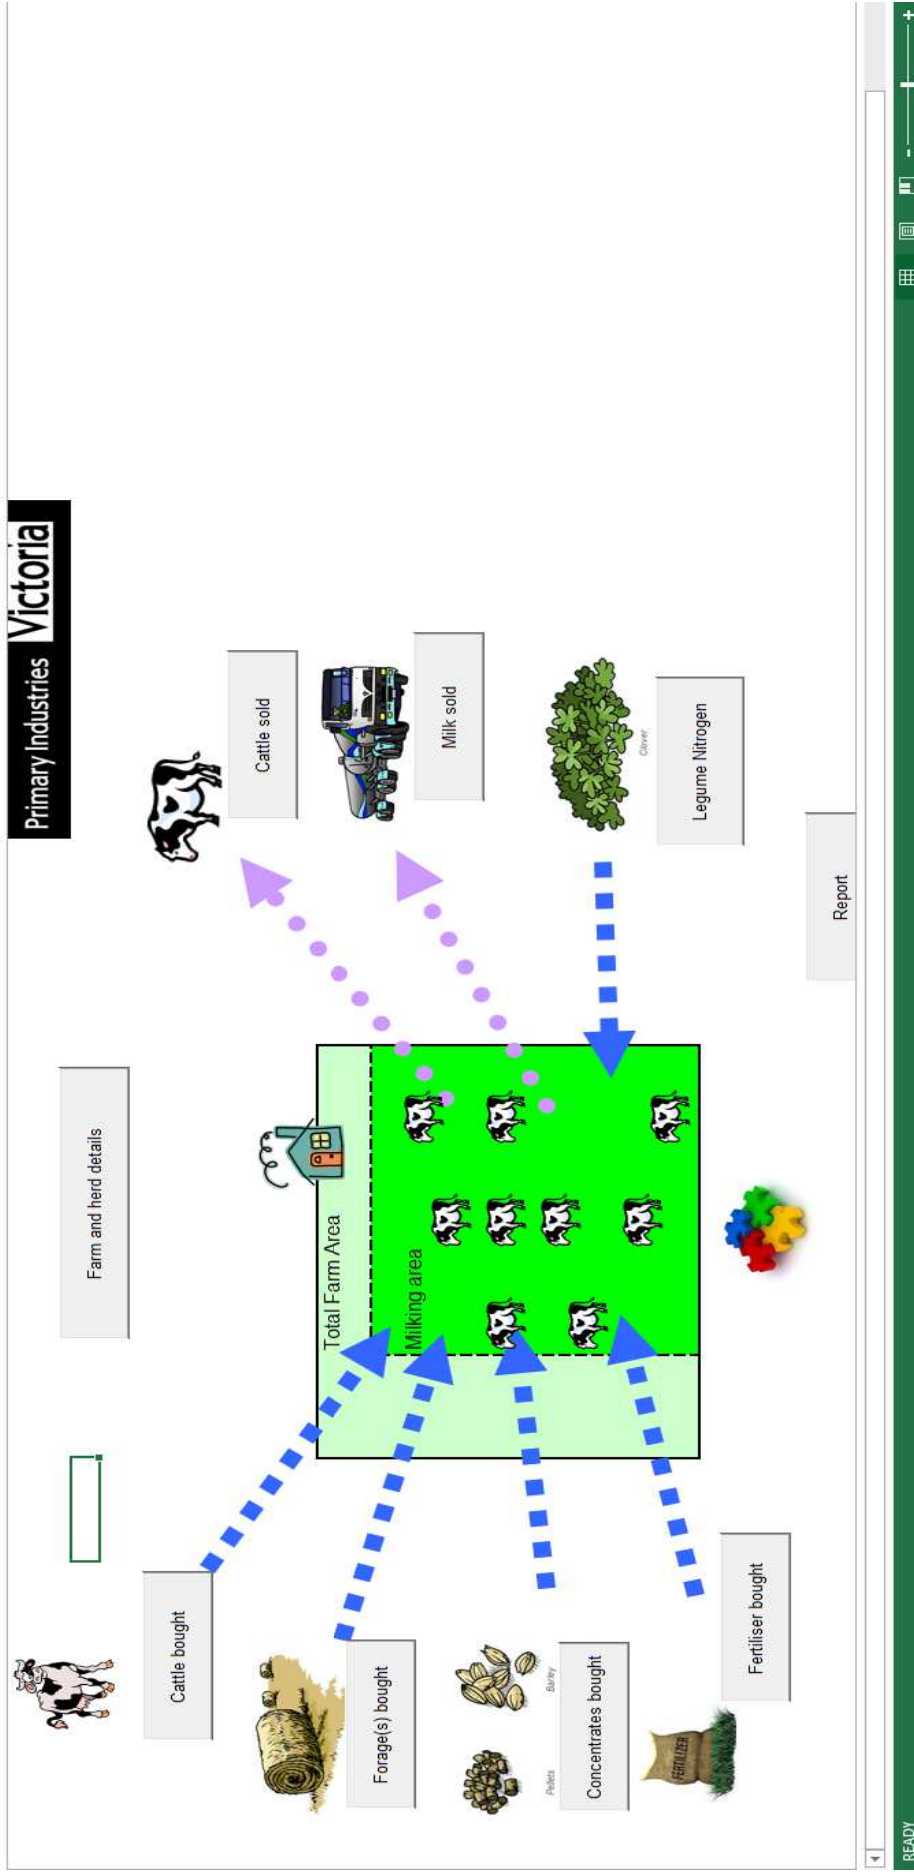 Primary Industries Victoria
Farm and herd details
Cattle bought
Cattle sold
Total Farm Area
Forage(s) bought
Milking area
Milk sold
Pellets
Barley
Concentrates bought
Clover
Legume Nitrogen
FERTILIZER
Fertiliser bought
Report
READY